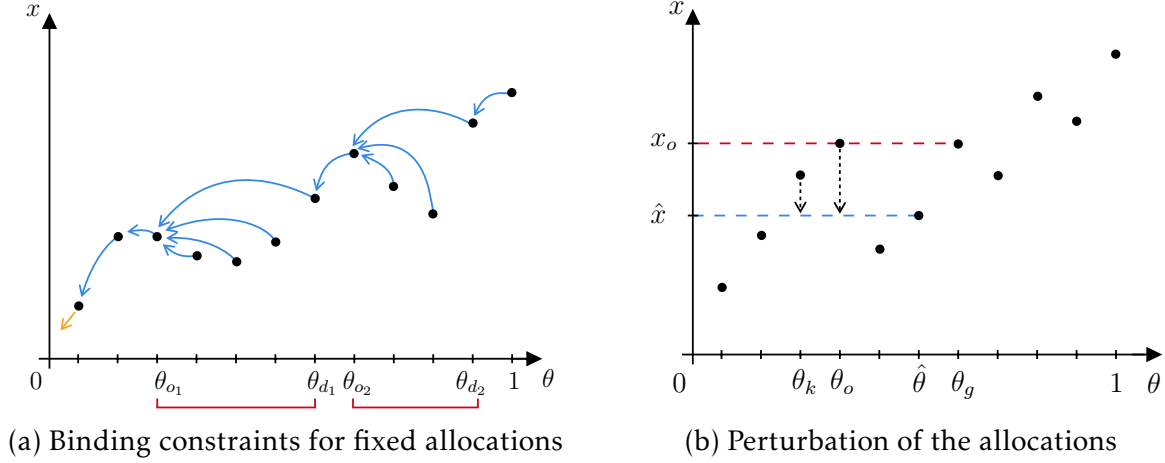 x
0 θ_{o_1} θ_{d_1} θ_{o_2} θ_{d_2} 1 θ
(a) Binding constraints for fixed allocations
x
x_o
x̂
0 θ_k θ_o θ̂ θ_g 1 θ
(b) Perturbation of the allocations